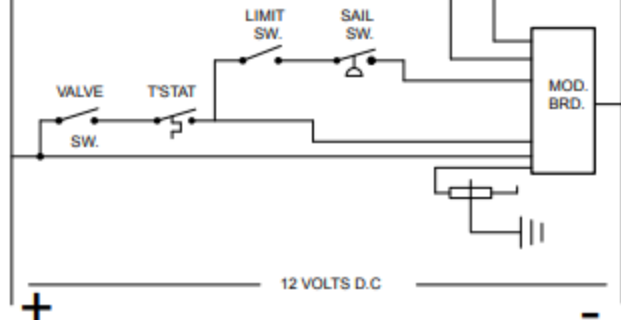 LIMIT
SW.
SAIL
SW.
VALVE
SW.
T'STAT
MOD.
BRD.
12 VOLTS D.C
+
-